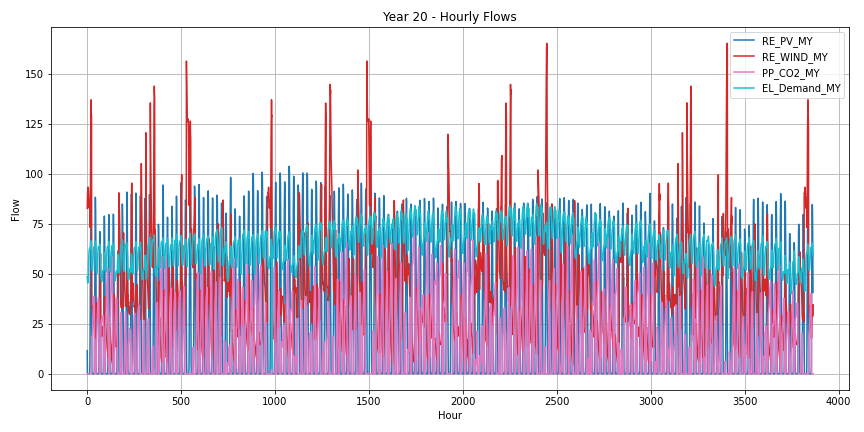 Year 20 - Hourly Flows
RE_PV_MY
RE_WIND_MY
PP_CO2_MY
EL_Demand_MY
Flow
150
125
100
75
50
25
0
0 500 1000 1500 2000 2500 3000 3500 4000
Hour